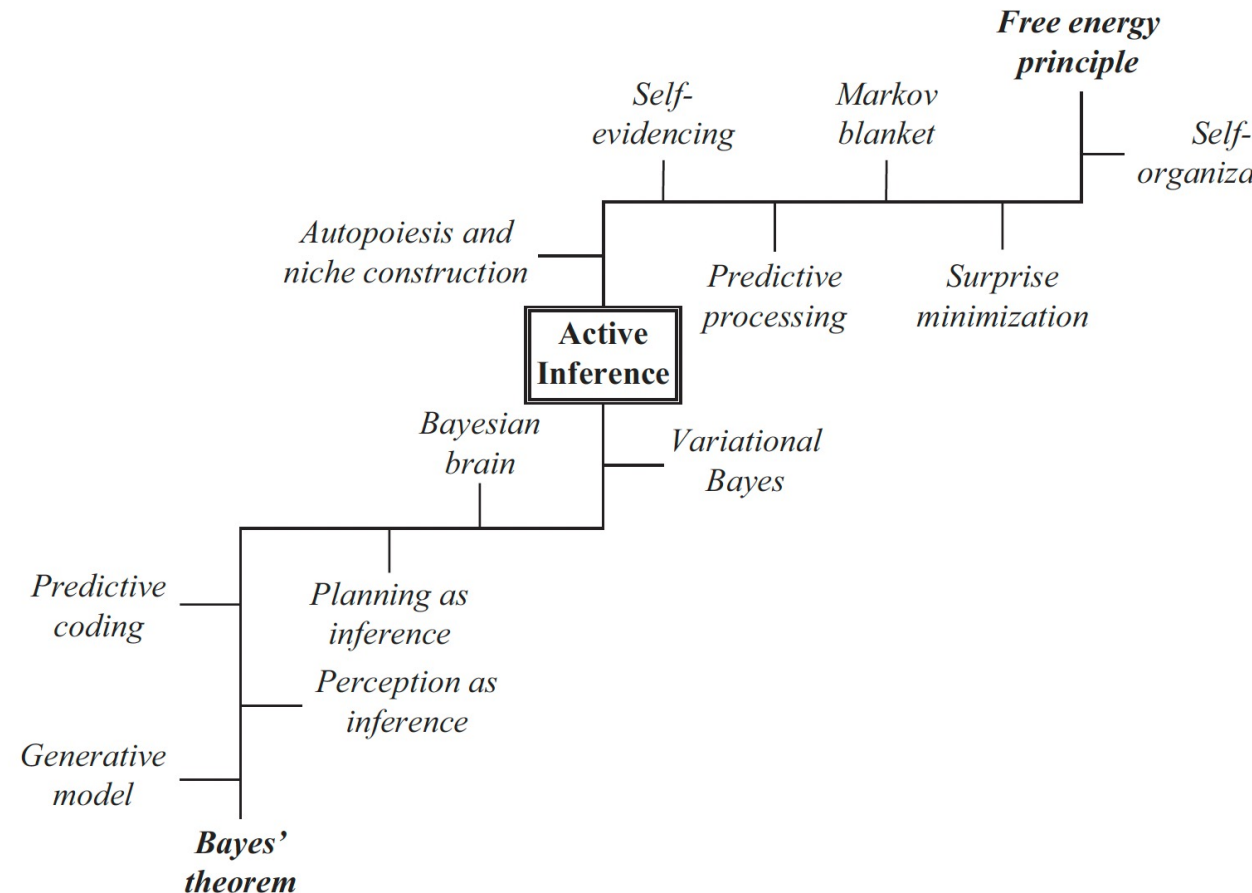 Free energy
principle
Self-
evidencing
Markov
blanket
Self-
organiza
Autopoiesis and
niche construction
Predictive
processing
Surprise
minimization
Active
Inference
Bayesian
brain
Variational
Bayes
Predictive
coding
Planning as
inference
Perception as
inference
Generative
model
Bayes’
theorem